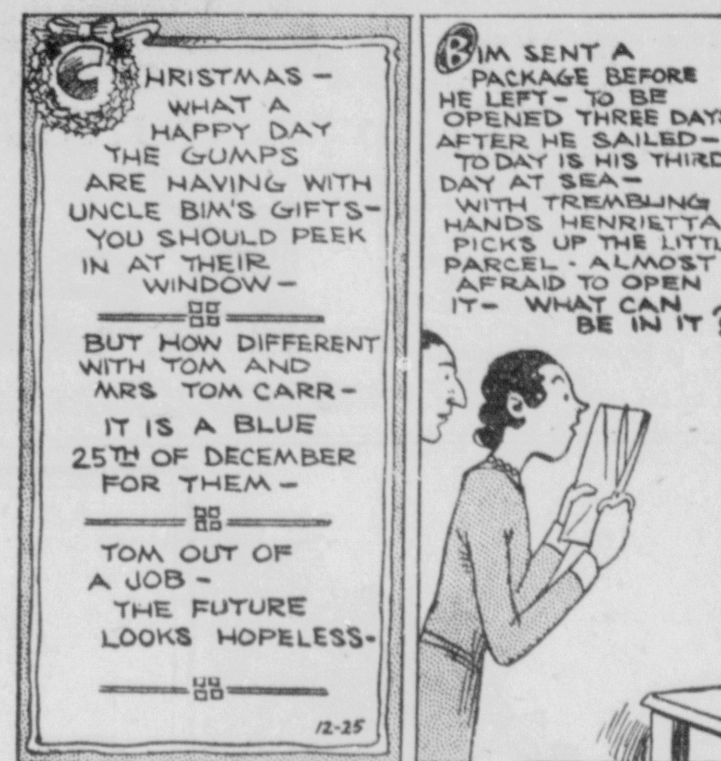 CHRISTMAS –
WHAT A
HAPPY DAY
THE GUMPS
ARE HAVING WITH
UNCLE BIM'S GIFTS–
YOU SHOULD PEEK
IN AT THEIR
WINDOW –
BUT HOW DIFFERENT
WITH TOM AND
MRS TOM CARR –
IT IS A BLUE
25TH OF DECEMBER
FOR THEM –
TOM OUT OF
A JOB –
THE FUTURE
LOOKS HOPELESS–
12-25
BIM SENT A
PACKAGE BEFORE
HE LEFT – TO BE
OPENED THREE DAYS
AFTER HE SAILED –
TODAY IS HIS THIRD
DAY AT SEA –
WITH TREMBLING
HANDS HENRIETTA
PICKS UP THE LITTL
PARCEL - ALMOST
AFRAID TO OPEN
IT – WHAT CAN
BE IN IT ?